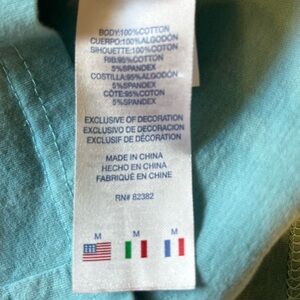 BODY:100%COTTON
CUERPO:100%ALGODÓN
SILHOUETTE:100%COTON
RIB:95%COTTON
5%SPANDEX
COSTILLA:95%ALGODÓN
5%SPANDEX
CÔTE:95%COTON
5%SPANDEX
EXCLUSIVE OF DECORATION
EXCLUSIVO DE DECORACION
EXCLUSIF DE DÉCORATION
MADE IN CHINA
HECHO EN CHINA
FABRIQUÉ EN CHINE
RN# 82382
M M M